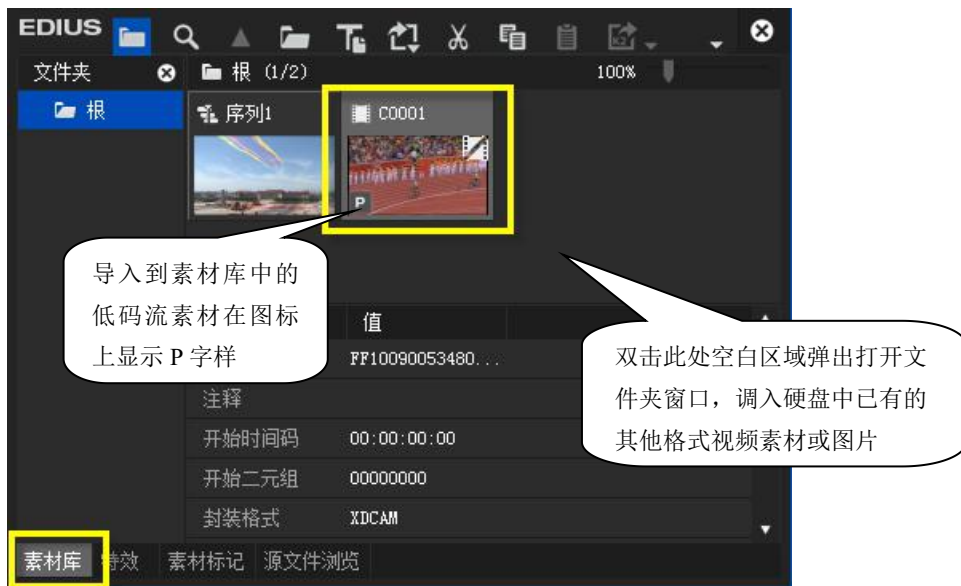 EDIUS
文件夹
根 (1/2)
100%
根
序列1
C0001
P
导入到素材库中的
低码流素材在图标
上显示 P 字样
值
FF10090053480...
双击此处空白区域弹出打开文
件夹窗口，调入硬盘中已有的
其他格式视频素材或图片
注释
开始时间码 00:00:00:00
开始二元组 00000000
封装格式 XDCAM
素材库 特效 素材标记 源文件浏览